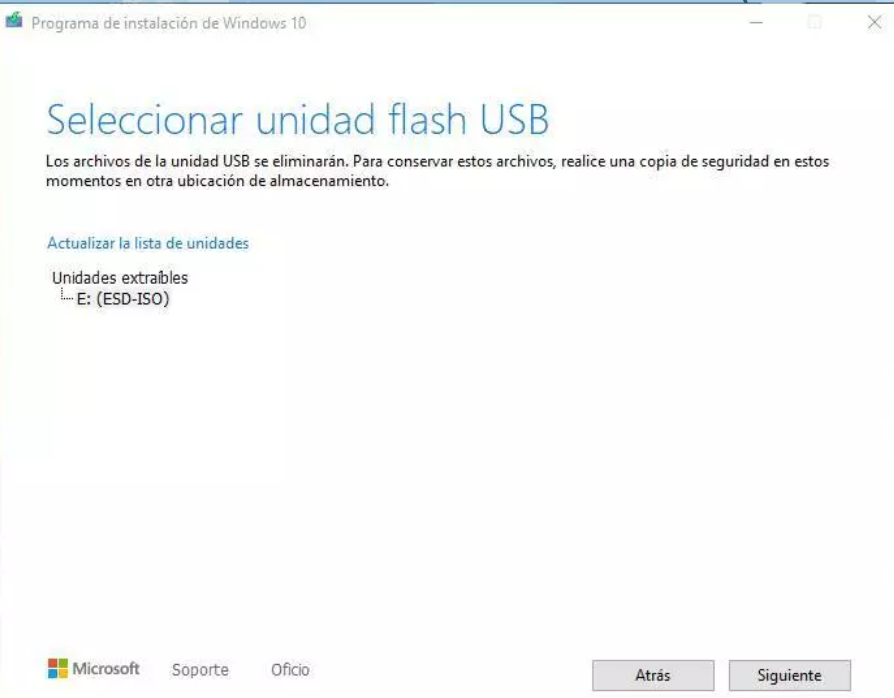 Programa de instalación de Windows 10
Seleccionar unidad flash USB
Los archivos de la unidad USB se eliminarán. Para conservar estos archivos, realice una copia de seguridad en estos
momentos en otra ubicación de almacenamiento.
Actualizar la lista de unidades
Unidades extraíbles
E: (ESD-ISO)
Microsoft Soporte Oficio Atrás Siguiente